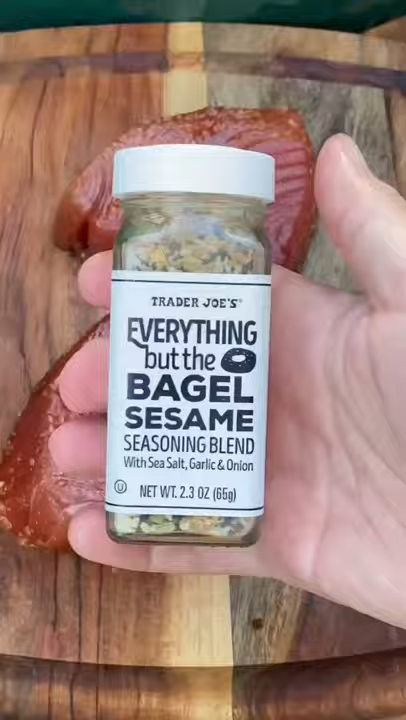 TRADER JOE'S®
EVERYTHING
but the
BAGEL
SESAME
SEASONING BLEND
With Sea Salt, Garlic & Onion
U NET WT. 2.3 OZ (65g)